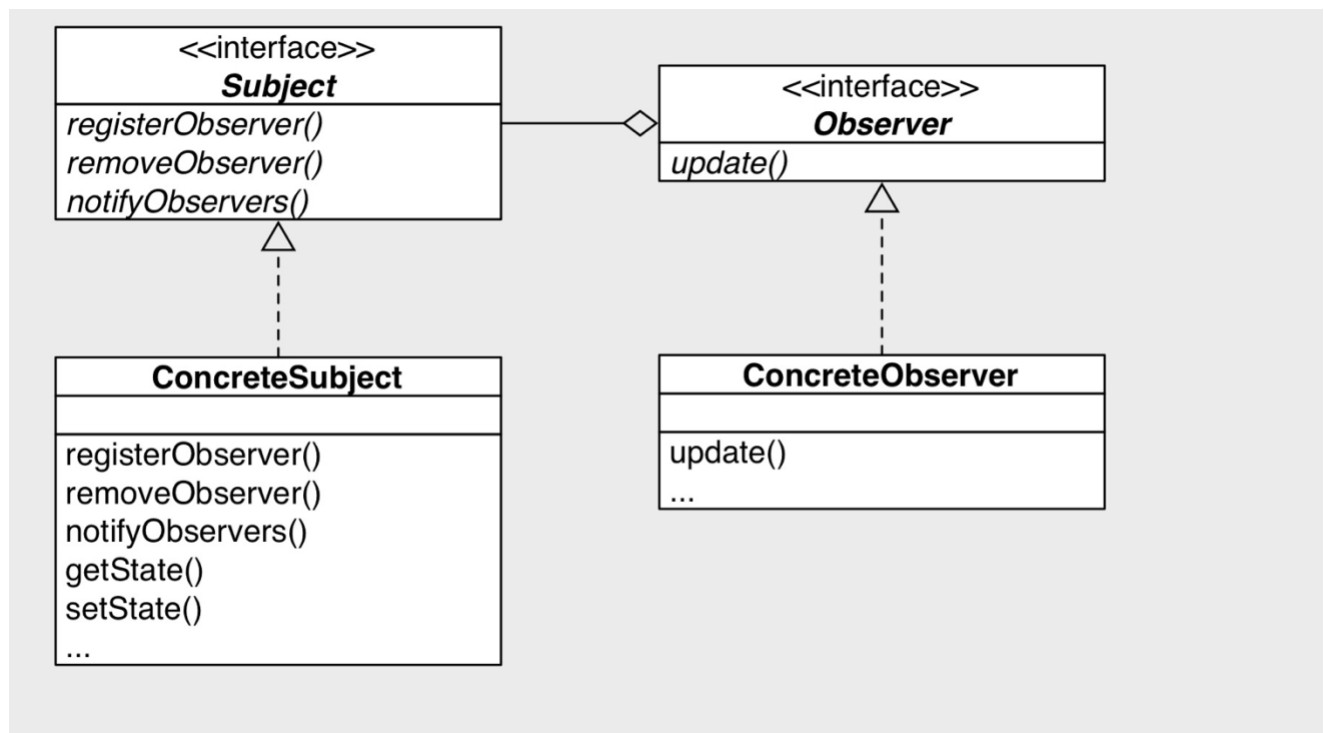 <<interface>>
Subject
registerObserver()
removeObserver()
notifyObservers()
<<interface>>
Observer
update()
ConcreteSubject
registerObserver()
removeObserver()
notifyObservers()
getState()
setState()
...
ConcreteObserver
update()
...